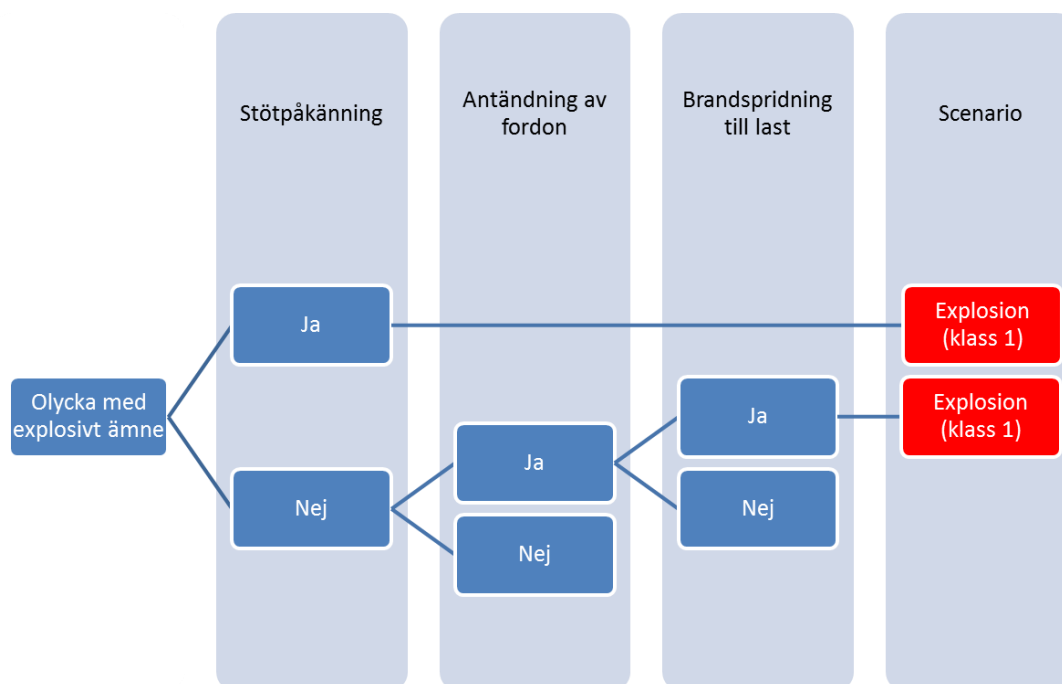 Stötpåkänning
Antändning av
fordon
Brandspridning
till last
Scenario
Ja
Explosion
(klass 1)
Olycka med
explosivt ämne
Ja
Ja
Explosion
(klass 1)
Nej
Nej
Nej